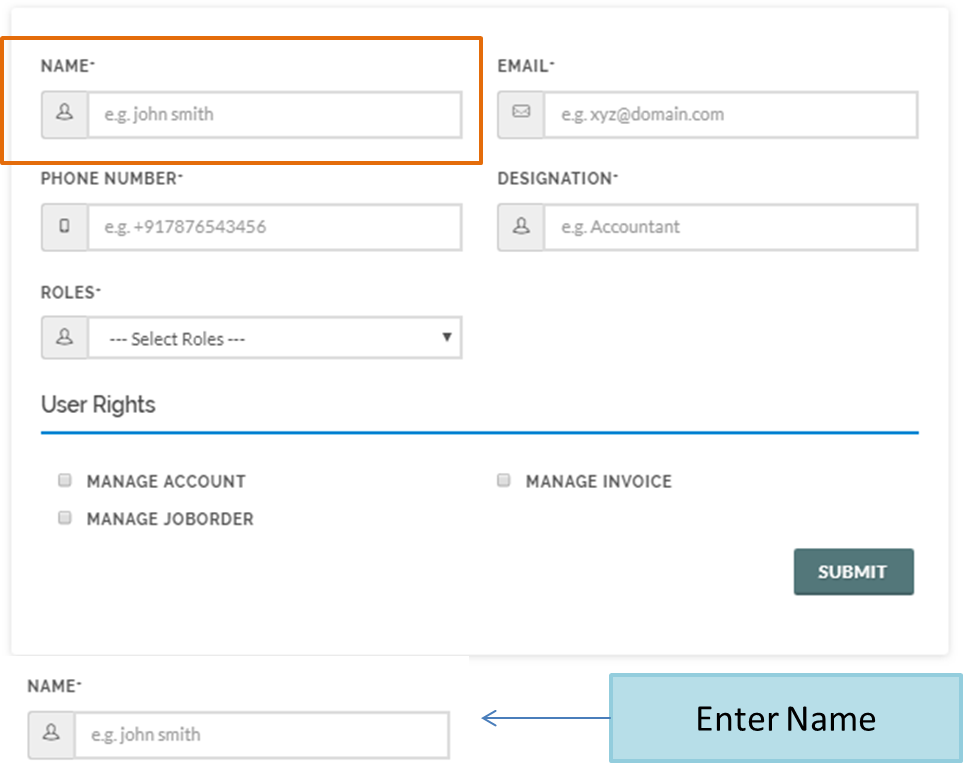 NAME-
EMAIL-
e.g. john smith
e.g. xyz@domain.com
PHONE NUMBER-
DESIGNATION-
e.g. +917876543456
e.g. Accountant
ROLES-
--- Select Roles ---
User Rights
MANAGE ACCOUNT
MANAGE INVOICE
MANAGE JOBORDER
SUBMIT
NAME-
e.g. john smith
Enter Name